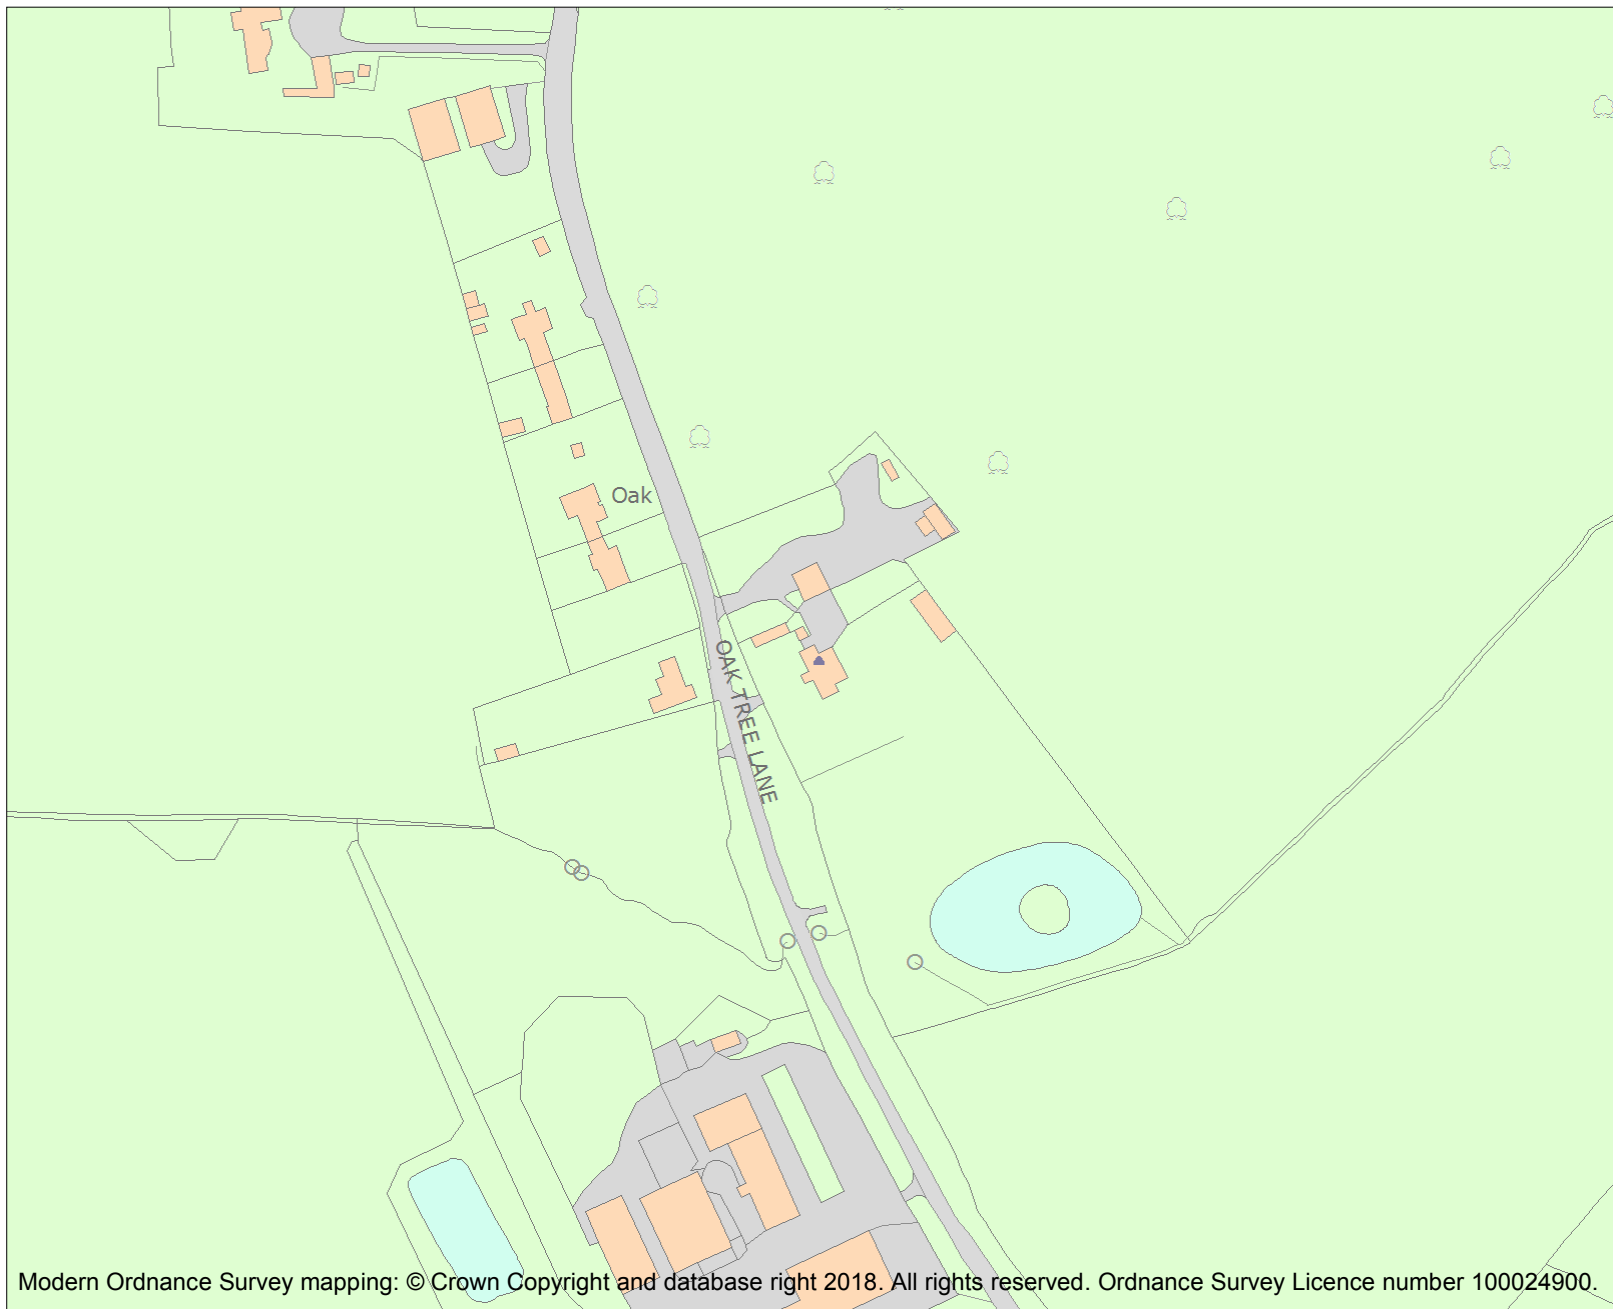 Oak
OAK TREE LANE
Modern Ordnance Survey mapping: © Crown Copyright and database right 2018. All rights reserved. Ordnance Survey Licence number 100024900.